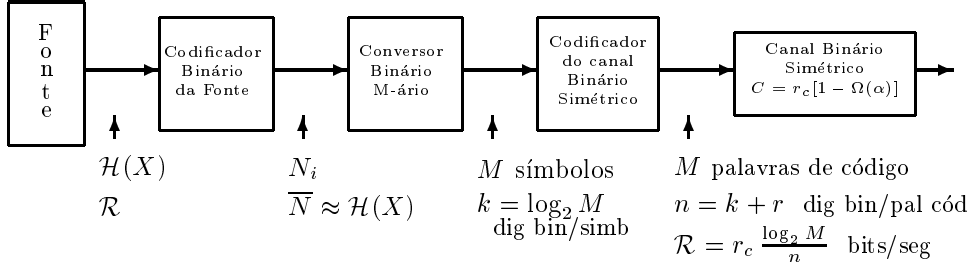 Fonte
Codificador
Binário
da Fonte
Conversor
Binário
M-ário
Codificador
do canal
Binário
Simétrico
Canal Binário
Simétrico
C = r_c[1 − Ω(α)]
ℋ(X)
ℛ
N_i
N̅ ≈ ℋ(X)
M símbolos
k = log₂ M
dig bin/simb
M palavras de código
n = k + r dig bin/pal cód
ℛ = r_c log₂ M / n bits/seg